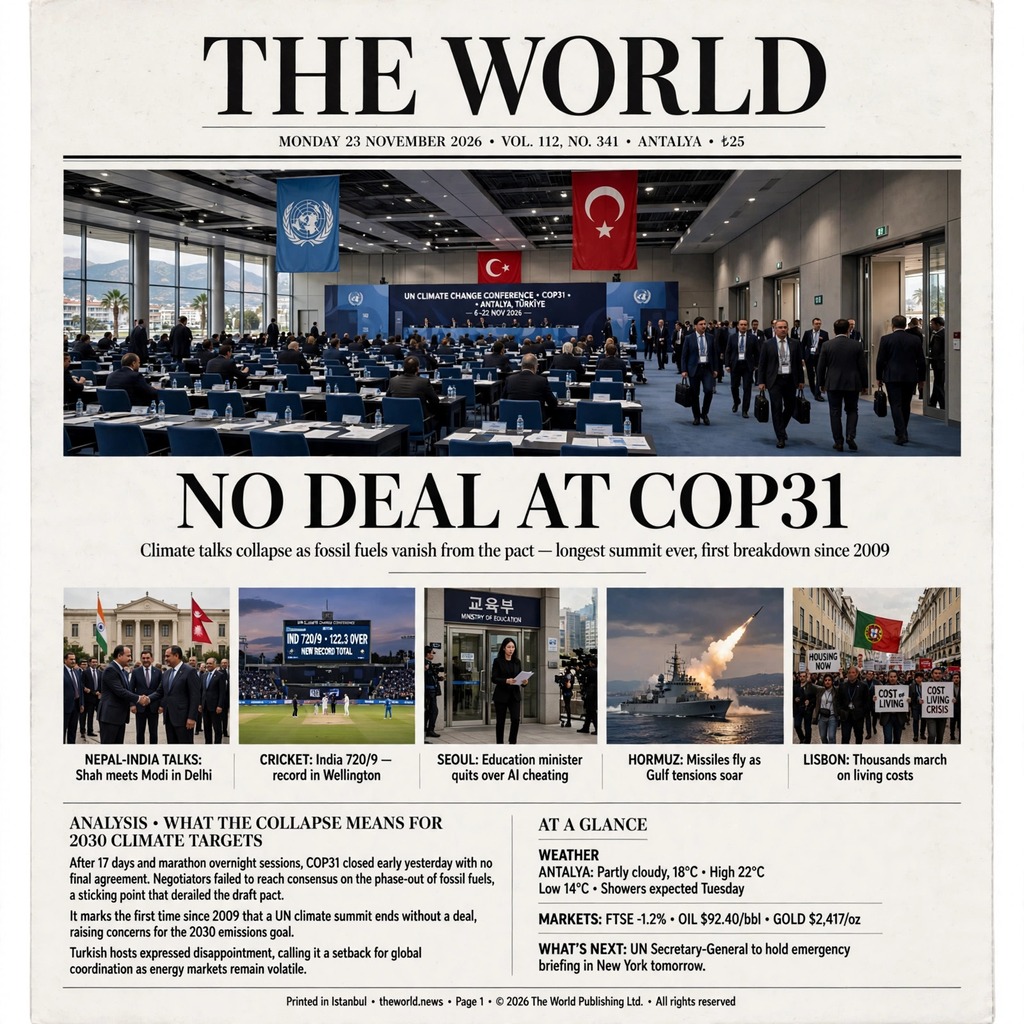 THE WORLD
MONDAY 23 NOVEMBER 2026 • VOL. 112, NO. 341 • ANTALYA • ₺25
UN CLIMATE CHANGE CONFERENCE • COP31 •
• ANTALYA, TÜRKİYE
— 6–22 NOV 2026 —
NO DEAL AT COP31
Climate talks collapse as fossil fuels vanish from the pact — longest summit ever, first breakdown since 2009
IND 720/9 • 122.3 OVER
NEW RECORD TOTAL
교육부
MINISTRY OF EDUCATION
HOUSING
NOW
COST of
LIVING
COST
LIVING
CRISIS
NEPAL-INDIA TALKS:
Shah meets Modi in Delhi
CRICKET: India 720/9 —
record in Wellington
SEOUL: Education minister
quits over AI cheating
HORMUZ: Missiles fly as
Gulf tensions soar
LISBON: Thousands march
on living costs
ANALYSIS • WHAT THE COLLAPSE MEANS FOR
2030 CLIMATE TARGETS
After 17 days and marathon overnight sessions, COP31 closed early yesterday with no
final agreement. Negotiators failed to reach consensus on the phase-out of fossil fuels,
a sticking point that derailed the draft pact.
It marks the first time since 2009 that a UN climate summit ends without a deal,
raising concerns for the 2030 emissions goal.
Turkish hosts expressed disappointment, calling it a setback for global
coordination as energy markets remain volatile.
AT A GLANCE
WEATHER
ANTALYA: Partly cloudy, 18°C • High 22°C
Low 14°C • Showers expected Tuesday
MARKETS: FTSE -1.2% • OIL $92.40/bbl • GOLD $2,417/oz
WHAT'S NEXT: UN Secretary-General to hold emergency
briefing in New York tomorrow.
Printed in Istanbul • theworld.news • Page 1 • © 2026 The World Publishing Ltd. • All rights reserved